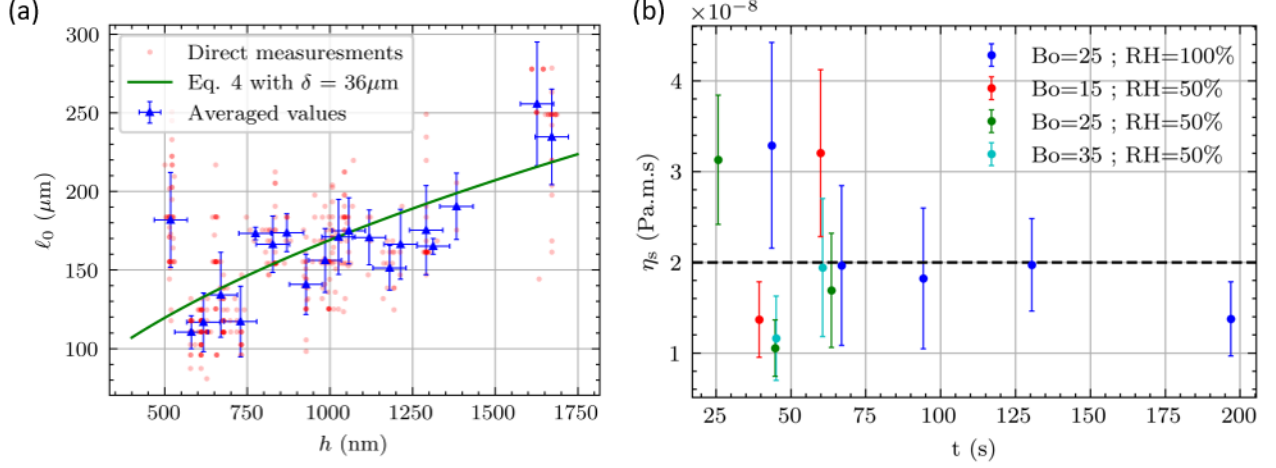 (a)
300
250
200
150
100
ℓ₀ (μm)
500
750
1000
1250
1500
1750
h (nm)
Direct measuresments
Eq. 4 with δ = 36μm
Averaged values
(b)
×10⁻⁸
4
3
2
1
ηₛ (Pa.m.s)
25
50
75
100
125
150
175
200
t (s)
Bo=25 ; RH=100%
Bo=15 ; RH=50%
Bo=25 ; RH=50%
Bo=35 ; RH=50%